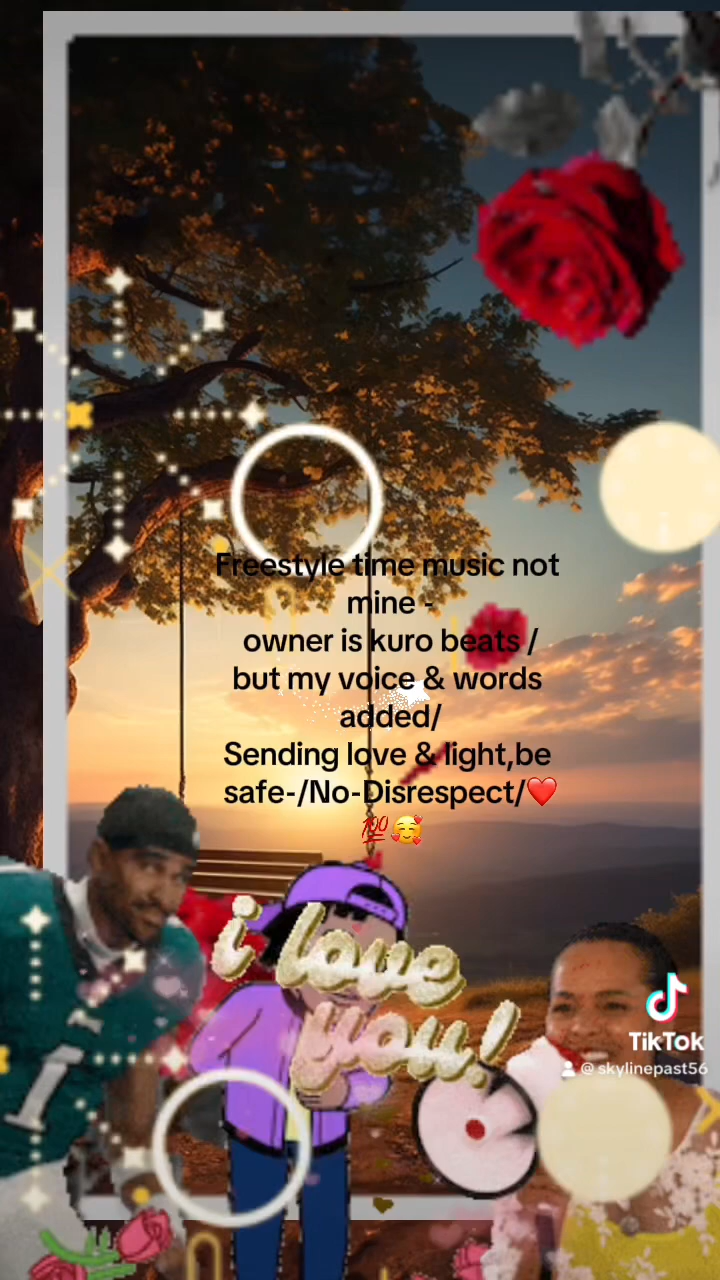 Freestyle time music not
mine -
owner is kuro beats /
but my voice & words
added/
Sending love & light,be
safe-/No-Disrespect/❤️
💯🥰
i love
you!
1
TikTok
@skylinepast56